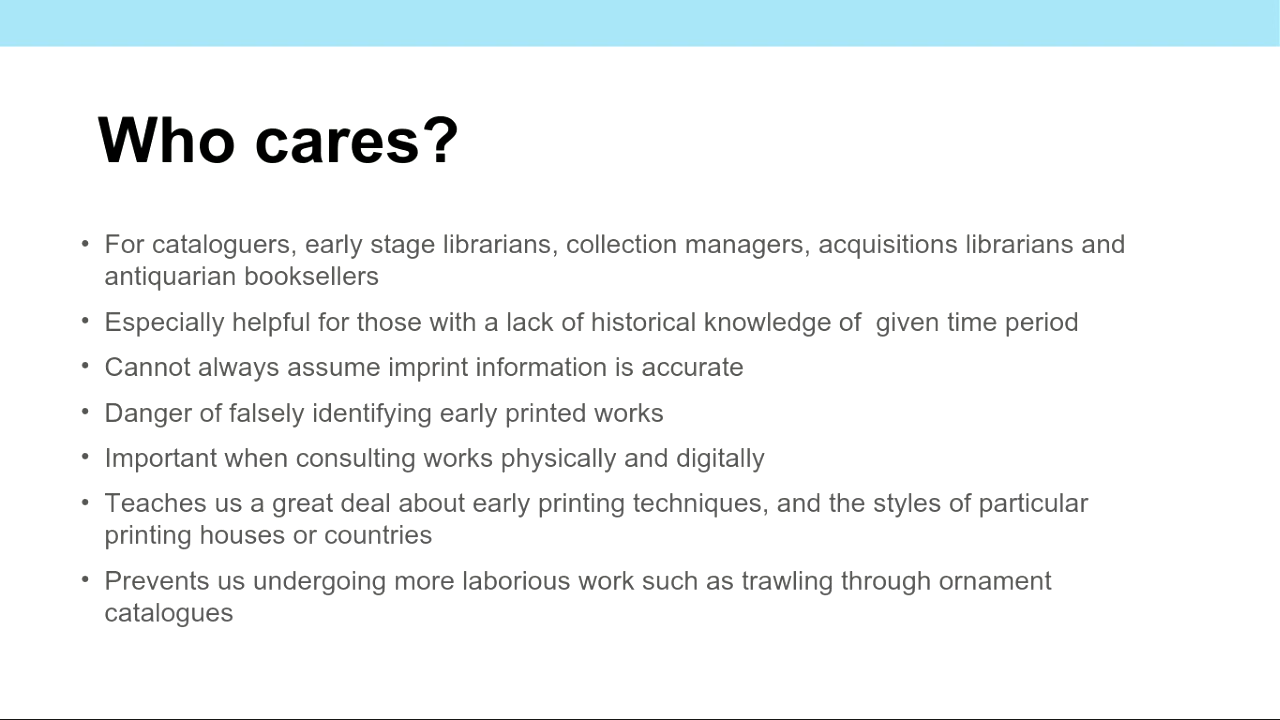 Who cares?
• For cataloguers, early stage librarians, collection managers, acquisitions librarians and
antiquarian booksellers
• Especially helpful for those with a lack of historical knowledge of  given time period
• Cannot always assume imprint information is accurate
• Danger of falsely identifying early printed works
• Important when consulting works physically and digitally
• Teaches us a great deal about early printing techniques, and the styles of particular
printing houses or countries
• Prevents us undergoing more laborious work such as trawling through ornament
catalogues